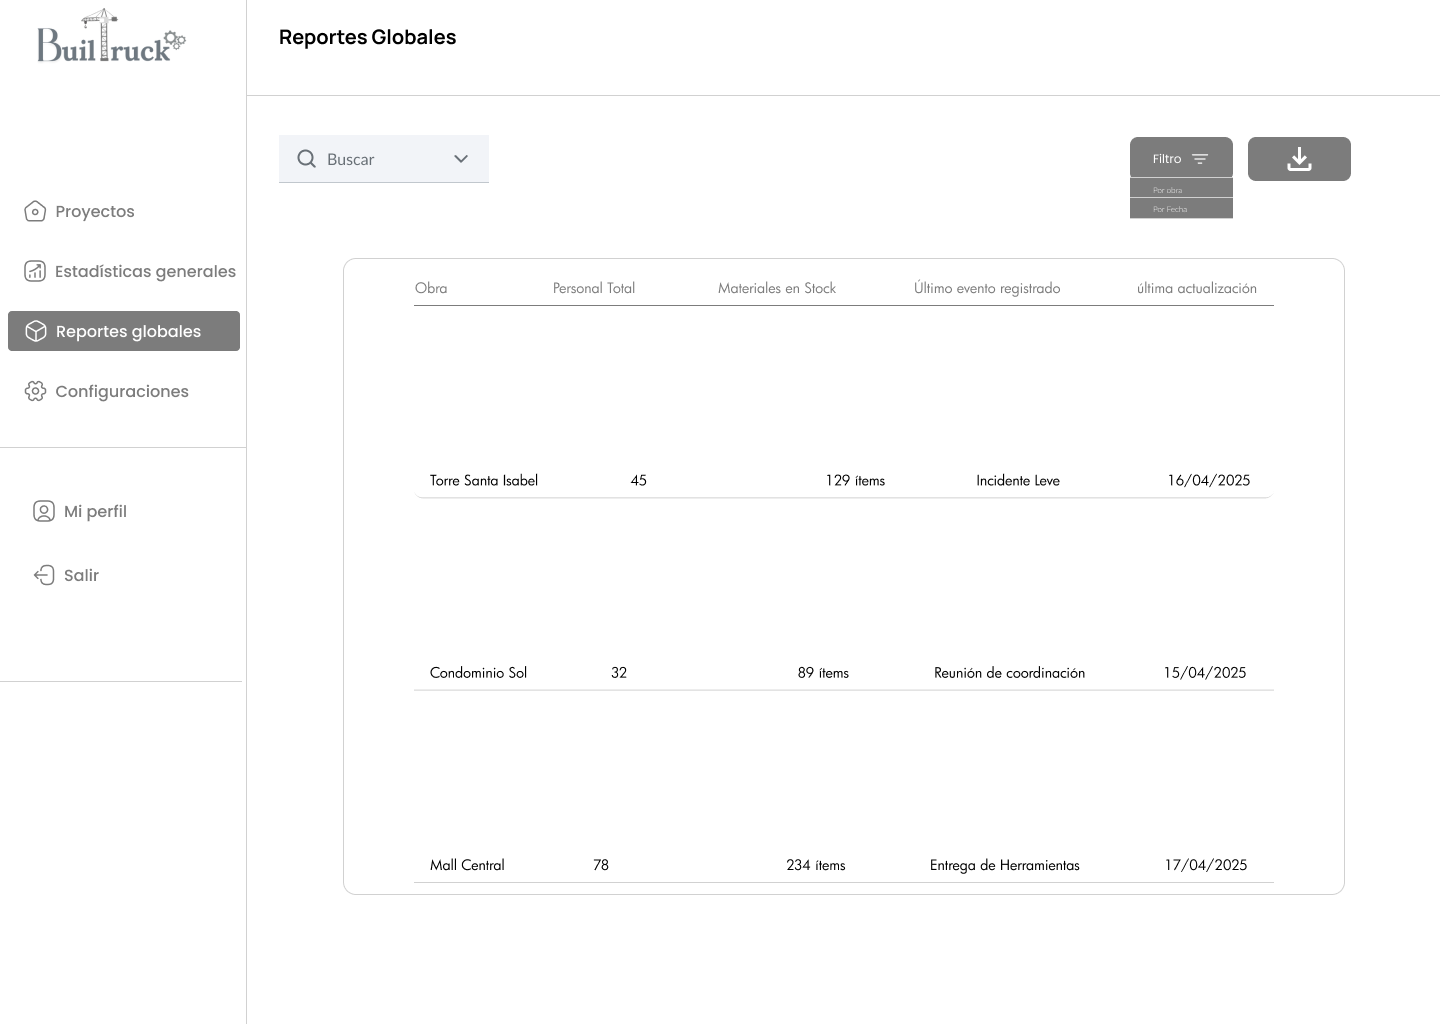 BuilTruck
Reportes Globales
Buscar
Filtro
Por obra
Por Fecha
Proyectos
Estadísticas generales
Reportes globales
Configuraciones
Mi perfil
Salir
Obra Personal Total Materiales en Stock Último evento registrado última actualización
Torre Santa Isabel 45 129 ítems Incidente Leve 16/04/2025
Condominio Sol 32 89 ítems Reunión de coordinación 15/04/2025
Mall Central 78 234 ítems Entrega de Herramientas 17/04/2025